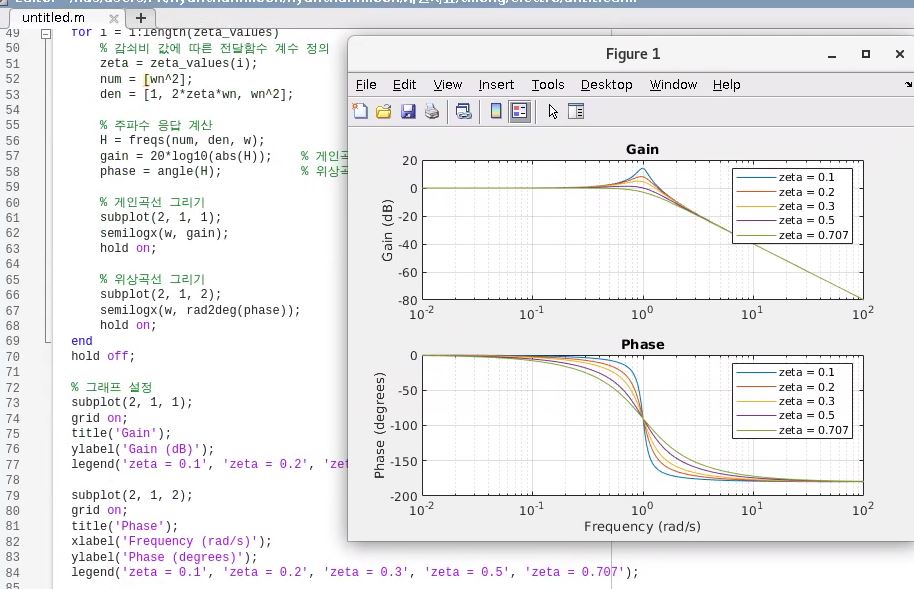 untitled.m
49 for i = 1:length(zeta_values)
50 % 감쇠비 값에 따른 전달함수 계수 정의
51 zeta = zeta_values(i);
52 num = [wn^2];
53 den = [1, 2*zeta*wn, wn^2];
54
55 % 주파수 응답 계산
56 H = freqs(num, den, w);
57 gain = 20*log10(abs(H)); % 게인곡
58 phase = angle(H); % 위상곡
59
60 % 게인곡선 그리기
61 subplot(2, 1, 1);
62 semilogx(w, gain);
63 hold on;
64
65 % 위상곡선 그리기
66 subplot(2, 1, 2);
67 semilogx(w, rad2deg(phase));
68 hold on;
69 end
70 hold off;
71
72 % 그래프 설정
73 subplot(2, 1, 1);
74 grid on;
75 title('Gain');
76 ylabel('Gain (dB)');
77 legend('zeta = 0.1', 'zeta = 0.2', 'zet
78
79 subplot(2, 1, 2);
80 grid on;
81 title('Phase');
82 xlabel('Frequency (rad/s)');
83 ylabel('Phase (degrees)');
84 legend('zeta = 0.1', 'zeta = 0.2', 'zeta = 0.3', 'zeta = 0.5', 'zeta = 0.707');
85
Figure 1
File Edit View Insert Tools Desktop Window Help
Gain
Gain (dB)
20
0
-20
-40
-60
-80
10^-2 10^-1 10^0 10^1 10^2
zeta = 0.1
zeta = 0.2
zeta = 0.3
zeta = 0.5
zeta = 0.707
Phase
Phase (degrees)
0
-50
-100
-150
-200
10^-2 10^-1 10^0 10^1 10^2
Frequency (rad/s)
zeta = 0.1
zeta = 0.2
zeta = 0.3
zeta = 0.5
zeta = 0.707